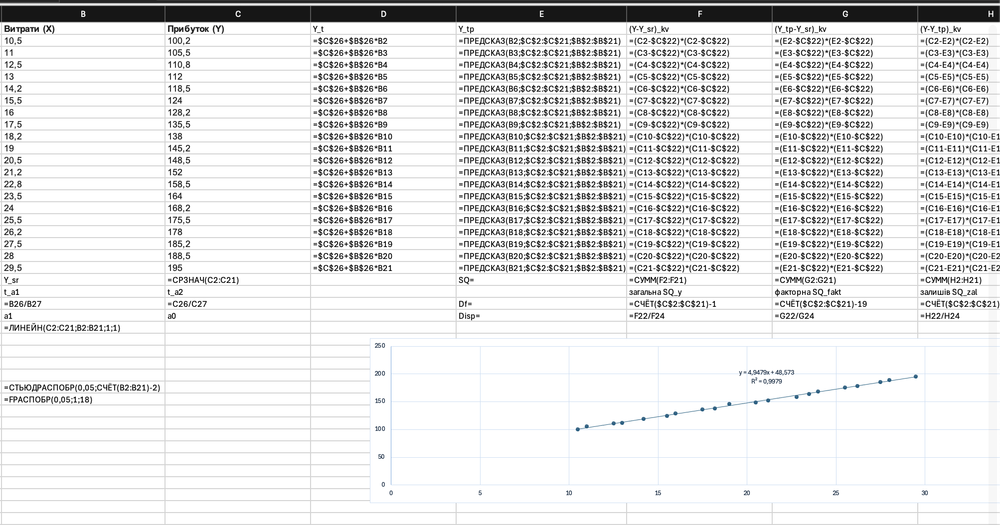 B C D E F G H
Витрати (X) Прибуток (Y) Y_t Y_tp (Y-Y_sr)_kv (Y_tp-Y_sr)_kv (Y-Y_tp)_kv
10,5 100,2 =$C$26+$B$26*B2 =ПРЕДСКАЗ(B2;$C$2:$C$21;$B$2:$B$21) =(C2-$C$22)*(C2-$C$22) =(E2-$C$22)*(E2-$C$22) =(C2-E2)*(C2-E2)
11 105,5 =$C$26+$B$26*B3 =ПРЕДСКАЗ(B3;$C$2:$C$21;$B$2:$B$21) =(C3-$C$22)*(C3-$C$22) =(E3-$C$22)*(E3-$C$22) =(C3-E3)*(C3-E3)
12,5 110,8 =$C$26+$B$26*B4 =ПРЕДСКАЗ(B4;$C$2:$C$21;$B$2:$B$21) =(C4-$C$22)*(C4-$C$22) =(E4-$C$22)*(E4-$C$22) =(C4-E4)*(C4-E4)
13 112 =$C$26+$B$26*B5 =ПРЕДСКАЗ(B5;$C$2:$C$21;$B$2:$B$21) =(C5-$C$22)*(C5-$C$22) =(E5-$C$22)*(E5-$C$22) =(C5-E5)*(C5-E5)
14,2 118,5 =$C$26+$B$26*B6 =ПРЕДСКАЗ(B6;$C$2:$C$21;$B$2:$B$21) =(C6-$C$22)*(C6-$C$22) =(E6-$C$22)*(E6-$C$22) =(C6-E6)*(C6-E6)
15,5 124 =$C$26+$B$26*B7 =ПРЕДСКАЗ(B7;$C$2:$C$21;$B$2:$B$21) =(C7-$C$22)*(C7-$C$22) =(E7-$C$22)*(E7-$C$22) =(C7-E7)*(C7-E7)
16 128,2 =$C$26+$B$26*B8 =ПРЕДСКАЗ(B8;$C$2:$C$21;$B$2:$B$21) =(C8-$C$22)*(C8-$C$22) =(E8-$C$22)*(E8-$C$22) =(C8-E8)*(C8-E8)
17,5 135,5 =$C$26+$B$26*B9 =ПРЕДСКАЗ(B9;$C$2:$C$21;$B$2:$B$21) =(C9-$C$22)*(C9-$C$22) =(E9-$C$22)*(E9-$C$22) =(C9-E9)*(C9-E9)
18,2 138 =$C$26+$B$26*B10 =ПРЕДСКАЗ(B10;$C$2:$C$21;$B$2:$B$21) =(C10-$C$22)*(C10-$C$22) =(E10-$C$22)*(E10-$C$22) =(C10-E10)*(C10-E1
19 145,2 =$C$26+$B$26*B11 =ПРЕДСКАЗ(B11;$C$2:$C$21;$B$2:$B$21) =(C11-$C$22)*(C11-$C$22) =(E11-$C$22)*(E11-$C$22) =(C11-E11)*(C11-E1
20,5 148,5 =$C$26+$B$26*B12 =ПРЕДСКАЗ(B12;$C$2:$C$21;$B$2:$B$21) =(C12-$C$22)*(C12-$C$22) =(E12-$C$22)*(E12-$C$22) =(C12-E12)*(C12-E1
21,2 152 =$C$26+$B$26*B13 =ПРЕДСКАЗ(B13;$C$2:$C$21;$B$2:$B$21) =(C13-$C$22)*(C13-$C$22) =(E13-$C$22)*(E13-$C$22) =(C13-E13)*(C13-E1
22,8 158,5 =$C$26+$B$26*B14 =ПРЕДСКАЗ(B14;$C$2:$C$21;$B$2:$B$21) =(C14-$C$22)*(C14-$C$22) =(E14-$C$22)*(E14-$C$22) =(C14-E14)*(C14-E1
23,5 164 =$C$26+$B$26*B15 =ПРЕДСКАЗ(B15;$C$2:$C$21;$B$2:$B$21) =(C15-$C$22)*(C15-$C$22) =(E15-$C$22)*(E15-$C$22) =(C15-E15)*(C15-E1
24 168,2 =$C$26+$B$26*B16 =ПРЕДСКАЗ(B16;$C$2:$C$21;$B$2:$B$21) =(C16-$C$22)*(C16-$C$22) =(E16-$C$22)*(E16-$C$22) =(C16-E16)*(C16-E1
25,5 175,5 =$C$26+$B$26*B17 =ПРЕДСКАЗ(B17;$C$2:$C$21;$B$2:$B$21) =(C17-$C$22)*(C17-$C$22) =(E17-$C$22)*(E17-$C$22) =(C17-E17)*(C17-E1
26,2 178 =$C$26+$B$26*B18 =ПРЕДСКАЗ(B18;$C$2:$C$21;$B$2:$B$21) =(C18-$C$22)*(C18-$C$22) =(E18-$C$22)*(E18-$C$22) =(C18-E18)*(C18-E1
27,5 185,2 =$C$26+$B$26*B19 =ПРЕДСКАЗ(B19;$C$2:$C$21;$B$2:$B$21) =(C19-$C$22)*(C19-$C$22) =(E19-$C$22)*(E19-$C$22) =(C19-E19)*(C19-E1
28 188,5 =$C$26+$B$26*B20 =ПРЕДСКАЗ(B20;$C$2:$C$21;$B$2:$B$21) =(C20-$C$22)*(C20-$C$22) =(E20-$C$22)*(E20-$C$22) =(C20-E20)*(C20-E2
29,5 195 =$C$26+$B$26*B21 =ПРЕДСКАЗ(B21;$C$2:$C$21;$B$2:$B$21) =(C21-$C$22)*(C21-$C$22) =(E21-$C$22)*(E21-$C$22) =(C21-E21)*(C21-E2
Y_sr =СРЗНАЧ(C2:C21) SQ= =СУММ(F2:F21) =СУММ(G2:G21) =СУММ(H2:H21)
t_a1 t_a2 загальна SQ_y факторна SQ_fakt залишів SQ_zal
=B26/B27 =C26/C27 Df= =СЧЁТ($C$2:$C$21)-1 =СЧЁТ($C$2:$C$21)-19 =СЧЁТ($C$2:$C$21)
a1 a0 Disp= =F22/F24 =G22/G24 =H22/H24
=ЛИНЕЙН(C2:C21;B2:B21;1;1)
=СТЬЮДРАСПОБР(0,05;СЧЁТ(B2:B21)-2)
=FРАСПОБР(0,05;1;18)
250
200
150
100
50
0
y = 4,9479x + 48,573
R² = 0,9979
0 5 10 15 20 25 30